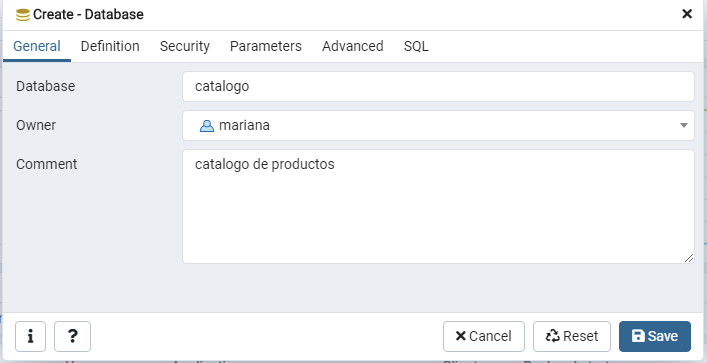 Create - Database
General Definition Security Parameters Advanced SQL
Database catalogo
Owner mariana
Comment catalogo de productos
i ? Cancel Reset Save